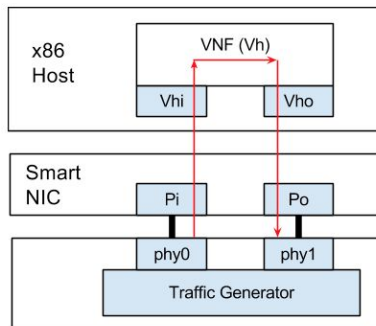 x86
Host
VNF (Vh)
Vhi
Vho
Smart
NIC
Pi
Po
phy0
phy1
Traffic Generator